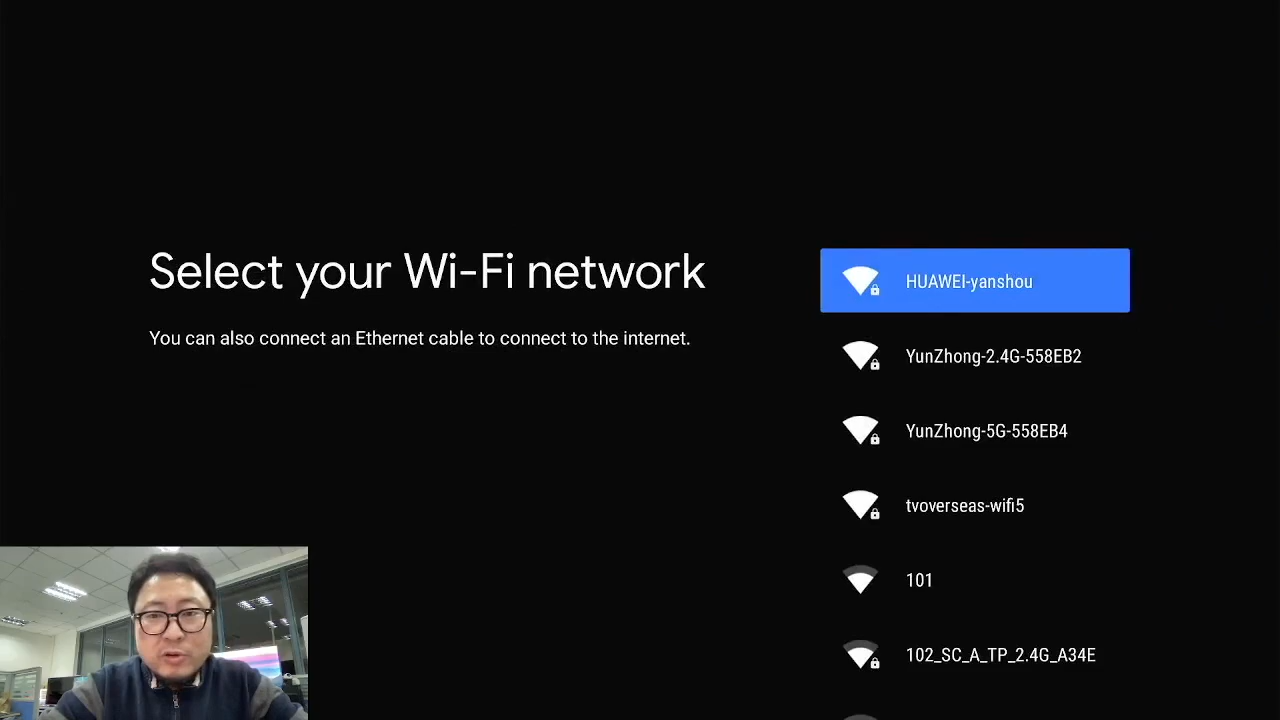 Select your Wi-Fi network
You can also connect an Ethernet cable to connect to the internet.
HUAWEI-yanshou
YunZhong-2.4G-558EB2
YunZhong-5G-558EB4
tvoverseas-wifi5
101
102_SC_A_TP_2.4G_A34E